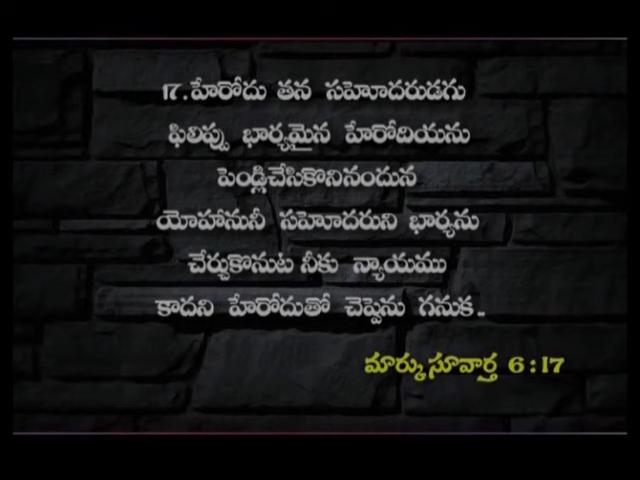 17.హేరోదు తన సహెూదరుడగు
ఫిలిప్పు భార్యమైన హేరోదియను
పెండ్లిచేసికొనినందున
యోహానునీ సహెూదరుని భార్యను
చేర్చుకొనుట నీకు న్యాయము
కాదని హేరోదుతో చెప్పెను గనుక..
మార్కుసూవార్త 6:17